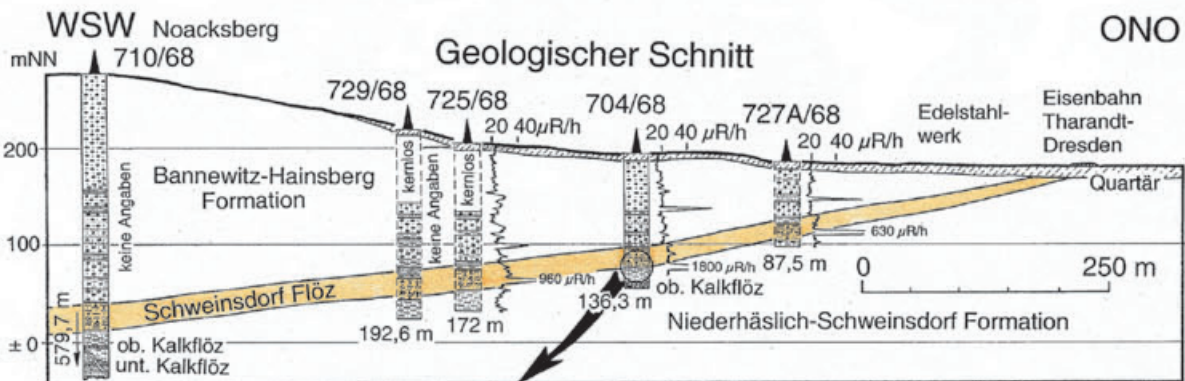 WSW Noacksberg
ONO
mNN
710/68
Geologischer Schnitt
729/68
725/68
20 40 µR/h
704/68
20 40 µR/h
727A/68
20 40 µR/h
Edelstahl-
werk
Eisenbahn
Tharandt-
Dresden
200
keine Angaben
Bannewitz-Hainsberg
Formation
kernlos
keine Angaben
kernlos
Quartär
100
630 µR/h
1800 µR/h
960 µR/h
87,5 m
0
250 m
136,3 m
ob. Kalkflöz
Schweinsdorf Flöz
192,6 m
172 m
Niederhäslich-Schweinsdorf Formation
579,7 m
± 0
ob. Kalkflöz
unt. Kalkflöz